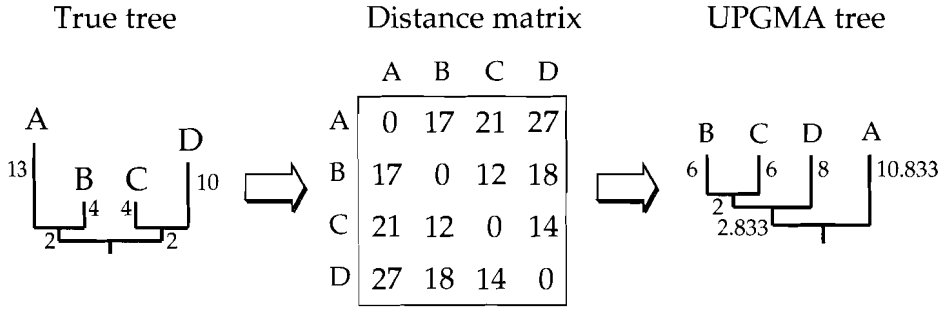 True tree Distance matrix UPGMA tree
A B C D
A 0 17 21 27
B 17 0 12 18
C 21 12 0 14
D 27 18 14 0
A
D
13 B C 10
4 4
2 2
B C D A
6 6 8 10.833
2
2.833